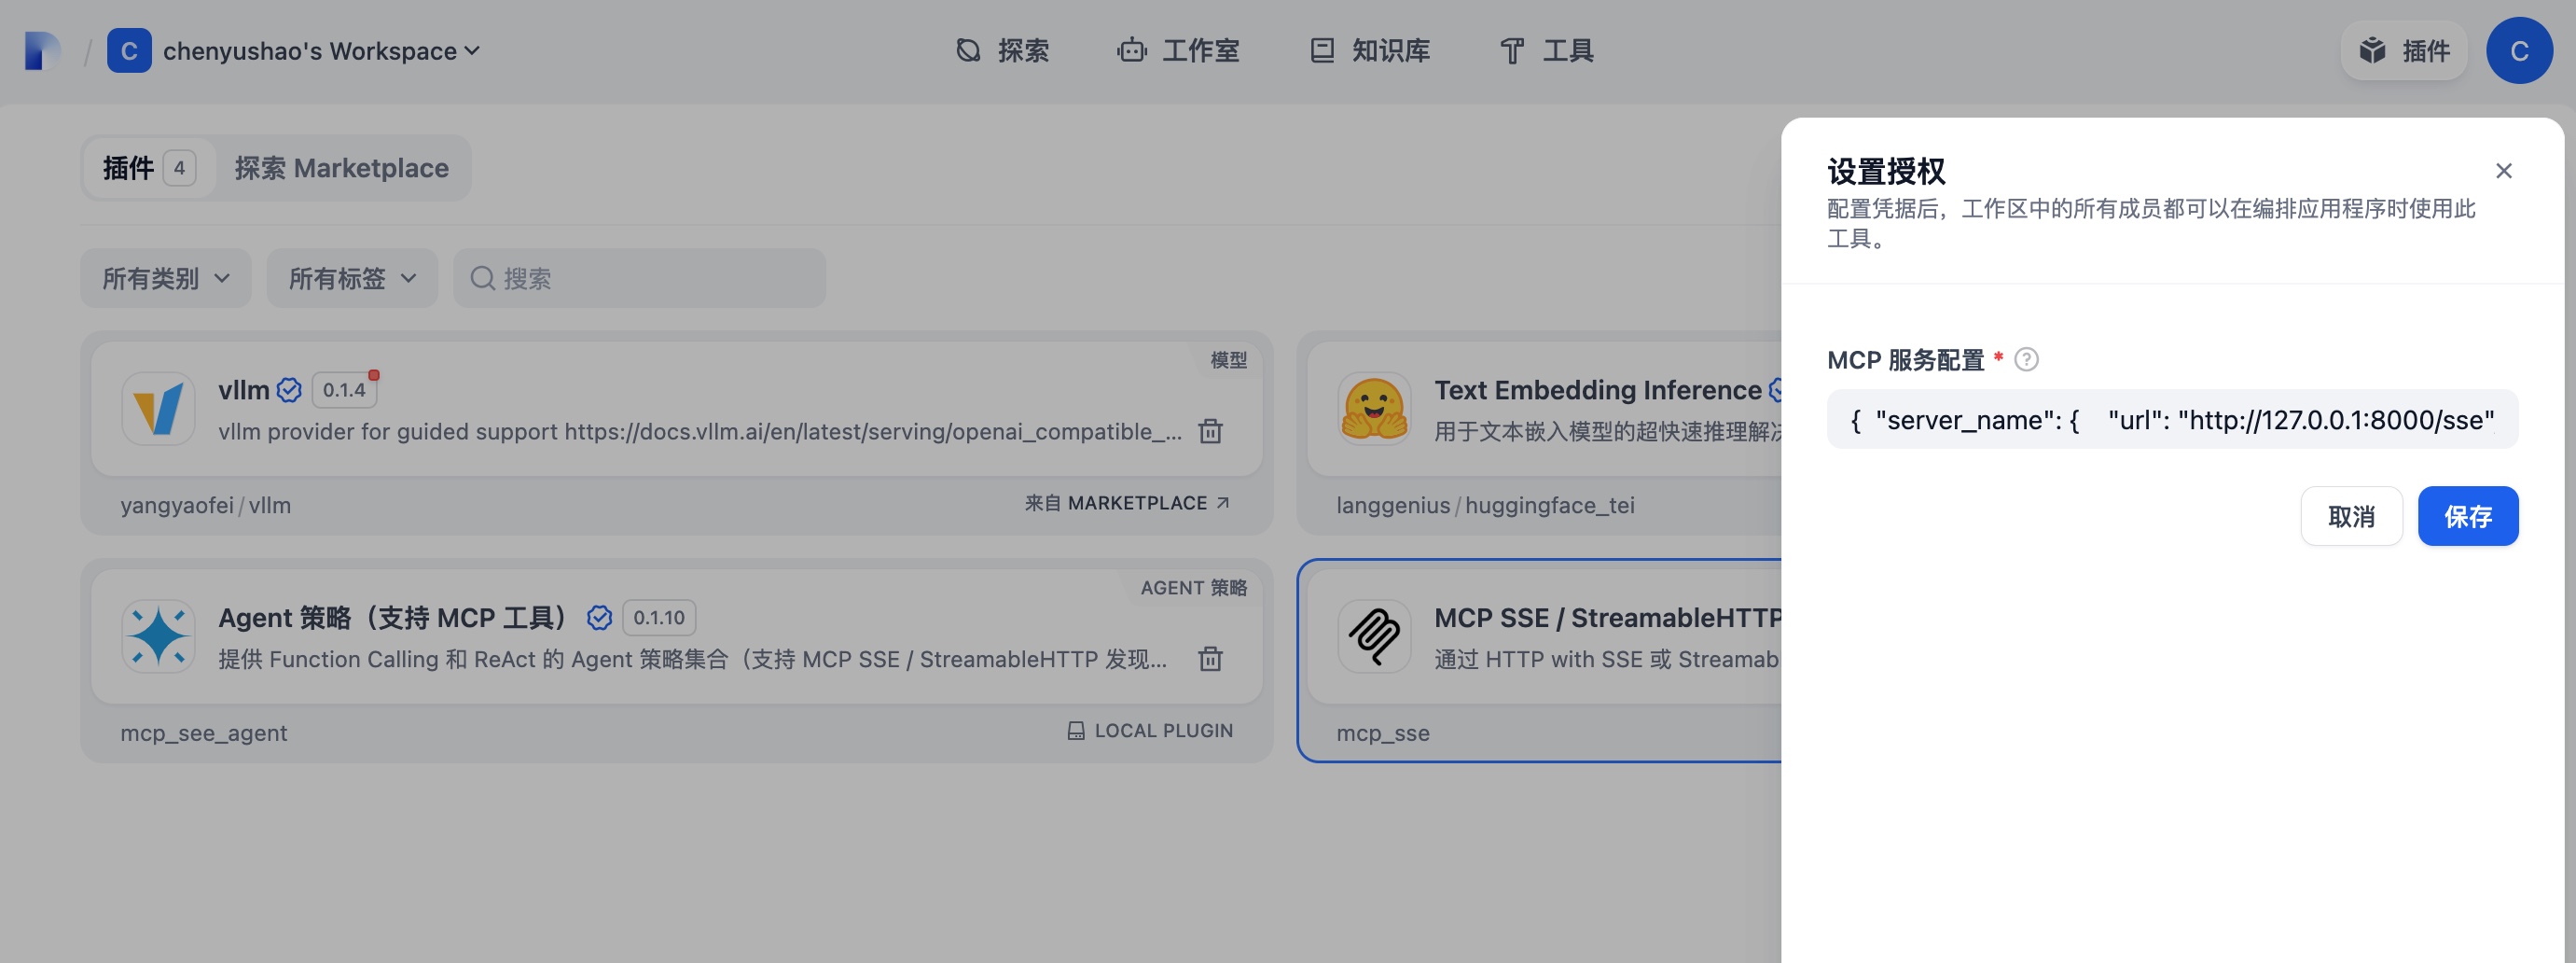 / C chenyushao's Workspace
探索
工作室
知识库
工具
插件
C
插件 4
探索 Marketplace
所有类别
所有标签
搜索
模型
vllm 0.1.4
vllm provider for guided support https://docs.vllm.ai/en/latest/serving/openai_compatible_...
yangyaofei / vllm
来自 MARKETPLACE
Text Embedding Inference
用于文本嵌入模型的超快速推理解决
langgenius / huggingface_tei
AGENT 策略
Agent 策略（支持 MCP 工具） 0.1.10
提供 Function Calling 和 ReAct 的 Agent 策略集合（支持 MCP SSE / StreamableHTTP 发现...
mcp_see_agent
LOCAL PLUGIN
MCP SSE / StreamableHTTP
通过 HTTP with SSE 或 Streamab
mcp_sse
设置授权
配置凭据后，工作区中的所有成员都可以在编排应用程序时使用此
工具。
MCP 服务配置 *
{ "server_name": { "url": "http://127.0.0.1:8000/sse"
取消
保存